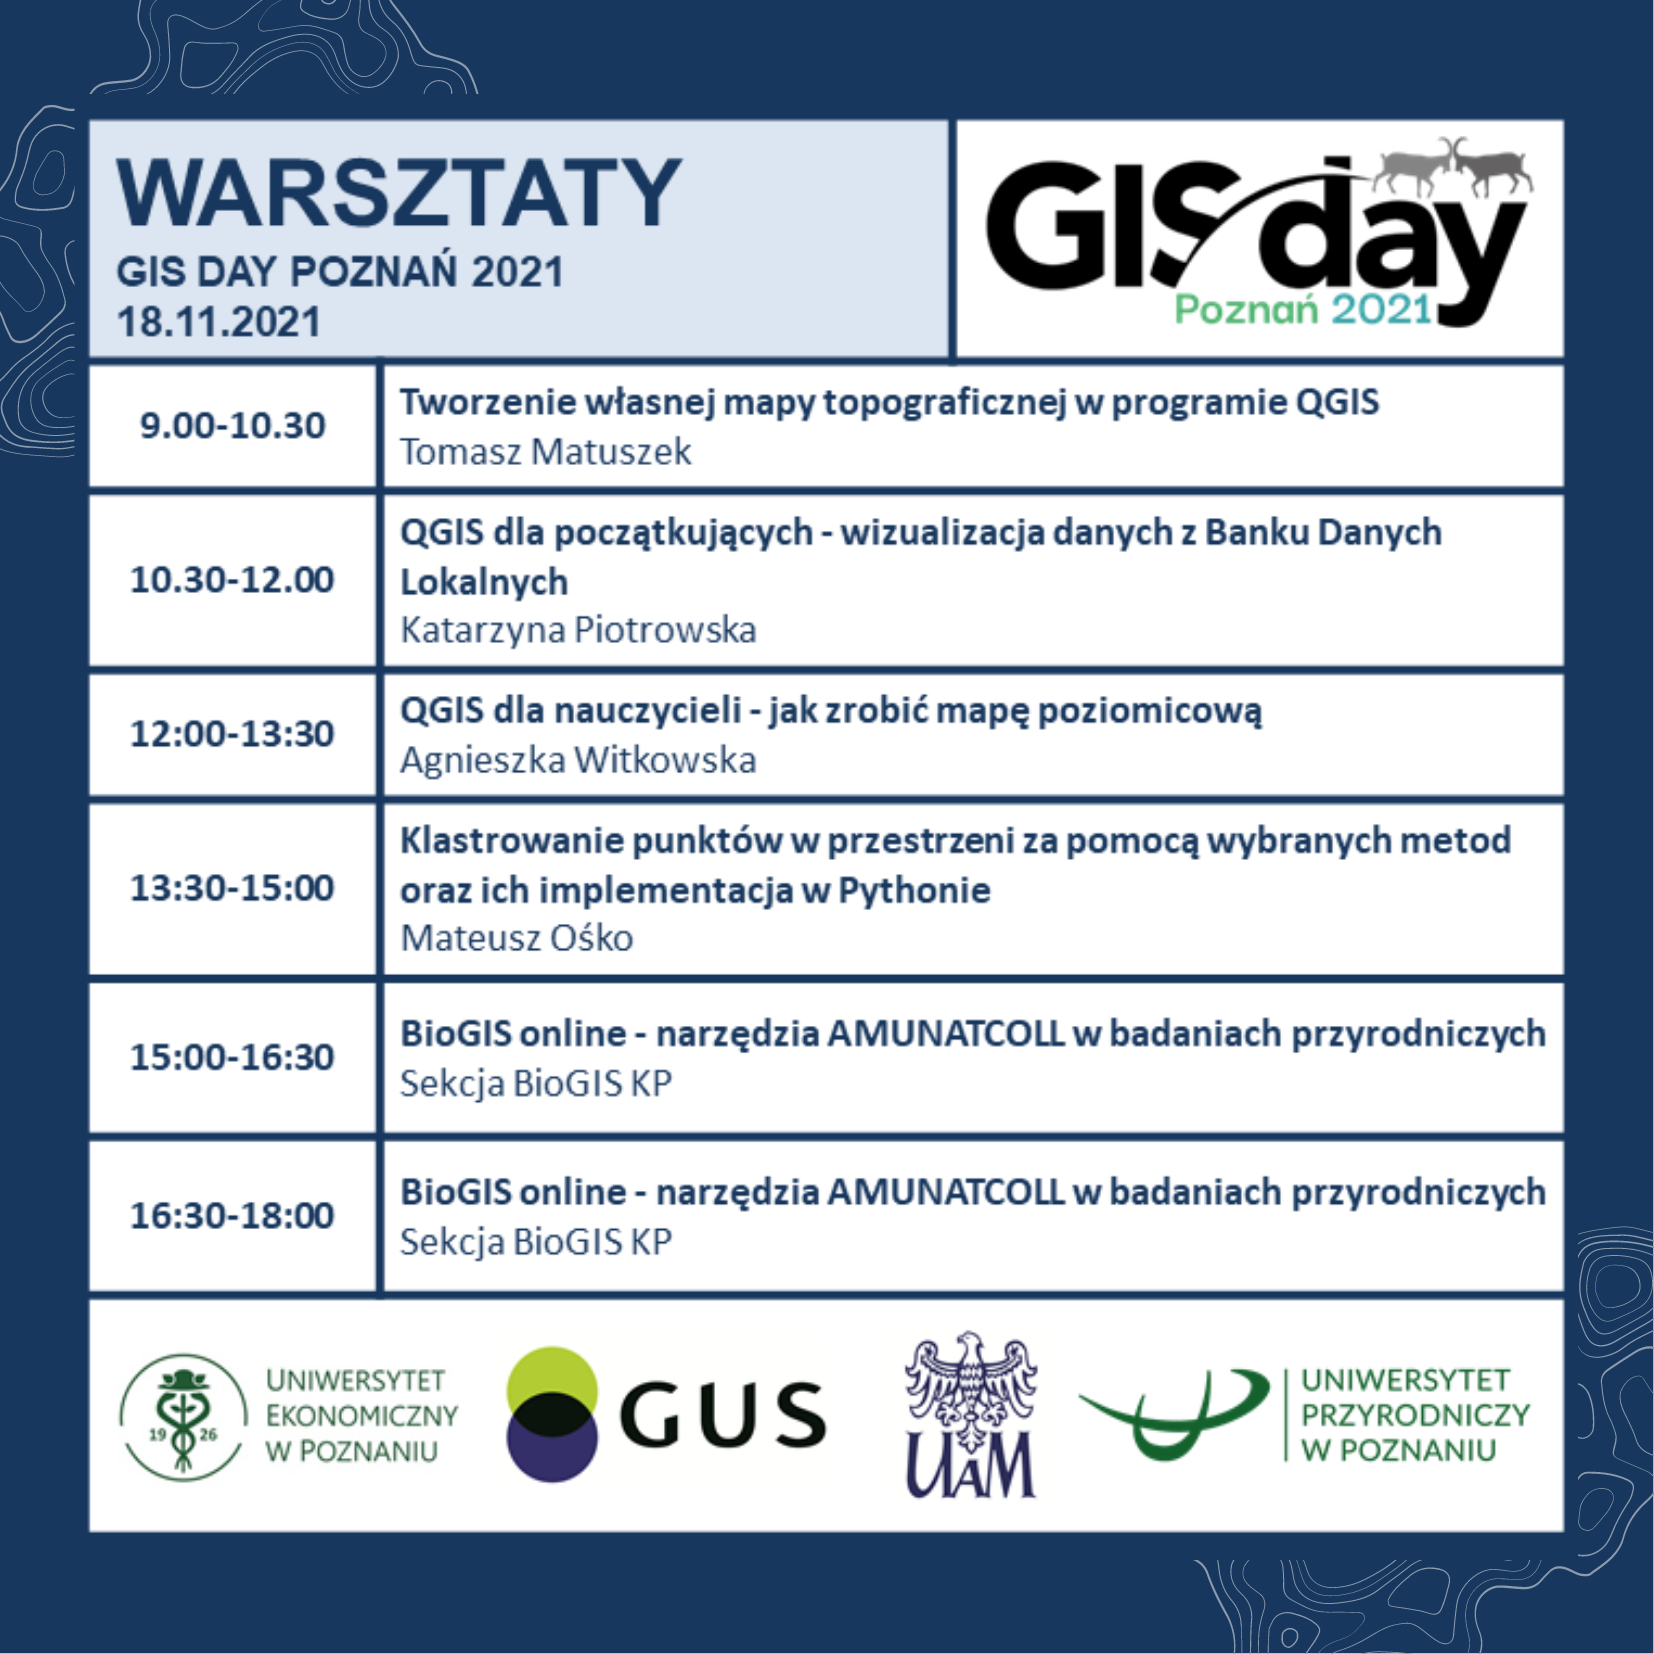 WARSZTATY
GIS DAY POZNAŃ 2021
18.11.2021
GIS day
Poznań 2021
9.00-10.30
Tworzenie własnej mapy topograficznej w programie QGIS
Tomasz Matuszek
10.30-12.00
QGIS dla początkujących - wizualizacja danych z Banku Danych
Lokalnych
Katarzyna Piotrowska
12:00-13:30
QGIS dla nauczycieli - jak zrobić mapę poziomicową
Agnieszka Witkowska
13:30-15:00
Klastrowanie punktów w przestrzeni za pomocą wybranych metod
oraz ich implementacja w Pythonie
Mateusz Ośko
15:00-16:30
BioGIS online - narzędzia AMUNATCOLL w badaniach przyrodniczych
Sekcja BioGIS KP
16:30-18:00
BioGIS online - narzędzia AMUNATCOLL w badaniach przyrodniczych
Sekcja BioGIS KP
19 26
UNIWERSYTET
EKONOMICZNY
W POZNANIU
GUS
UAM
UNIWERSYTET
PRZYRODNICZY
W POZNANIU